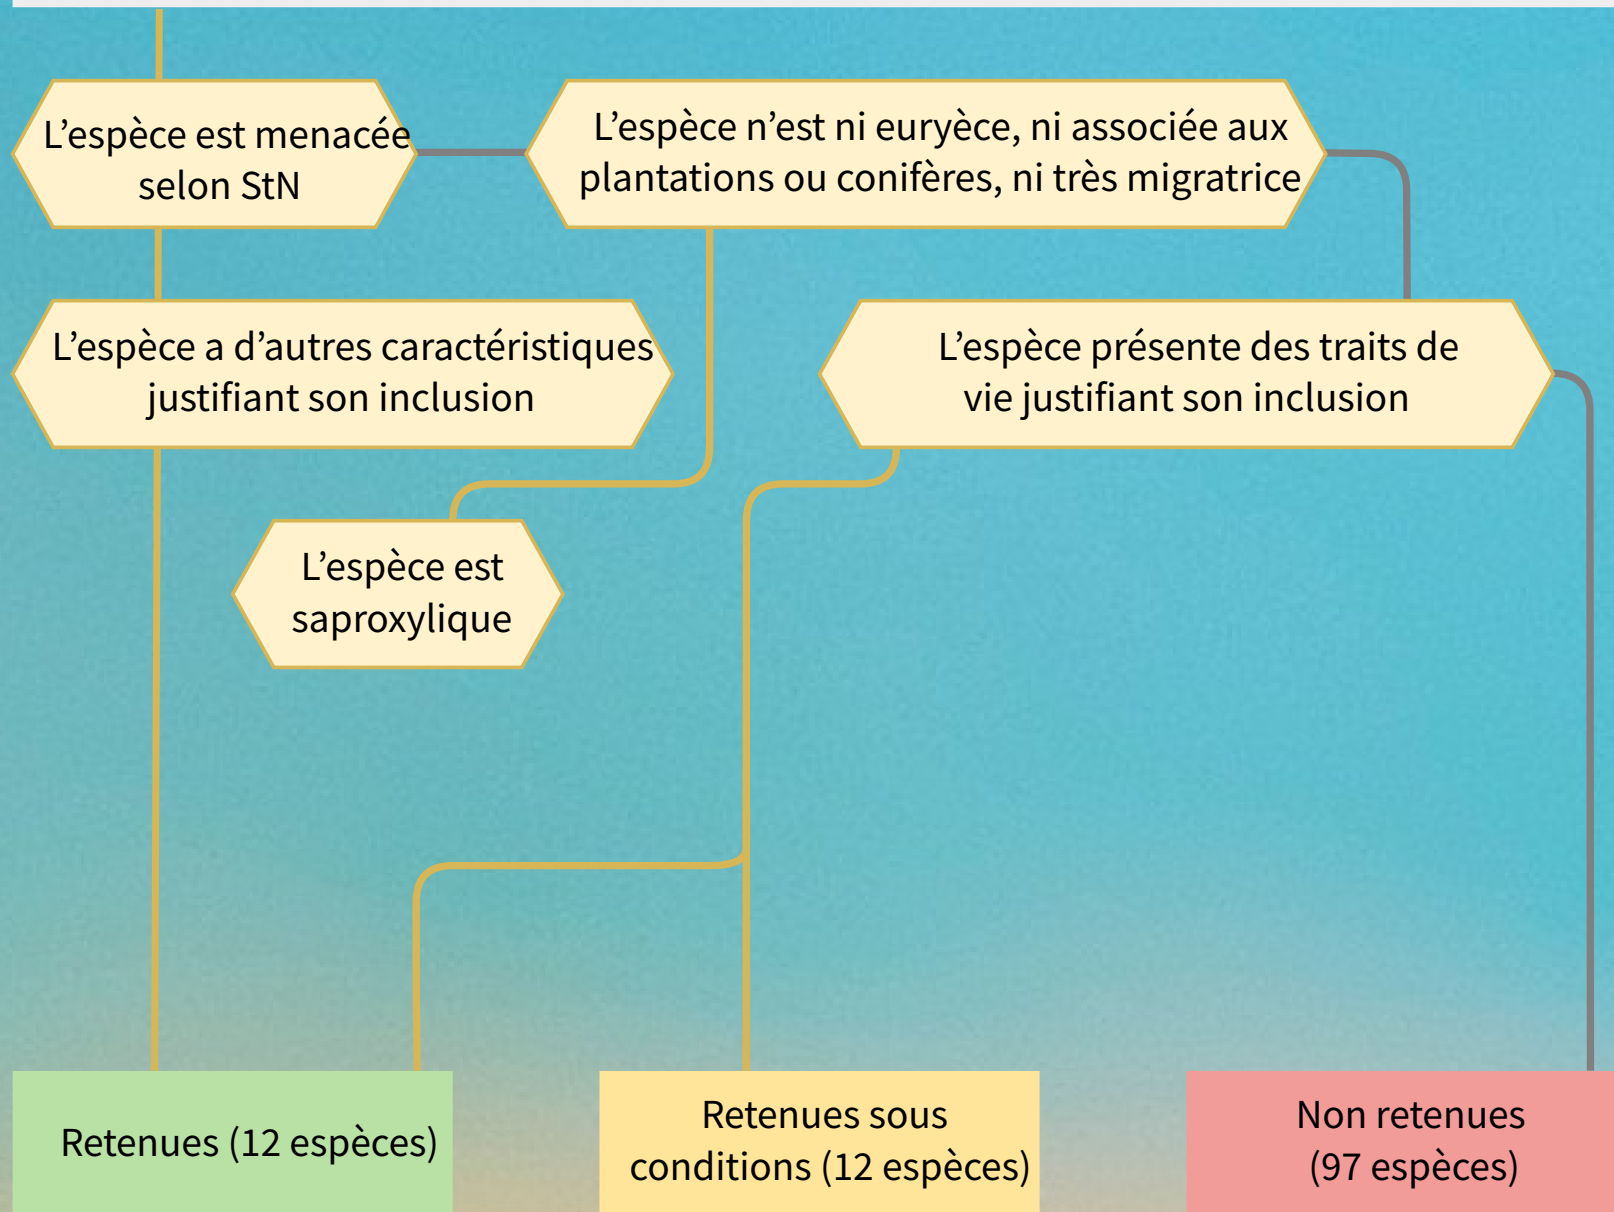 L’espèce est menacée
selon StN
L’espèce n’est ni euryèce, ni associée aux
plantations ou conifères, ni très migratrice
L’espèce a d’autres caractéristiques
justifiant son inclusion
L’espèce présente des traits de
vie justifiant son inclusion
L’espèce est
saproxylique
Retenues (12 espèces)
Retenues sous
conditions (12 espèces)
Non retenues
(97 espèces)